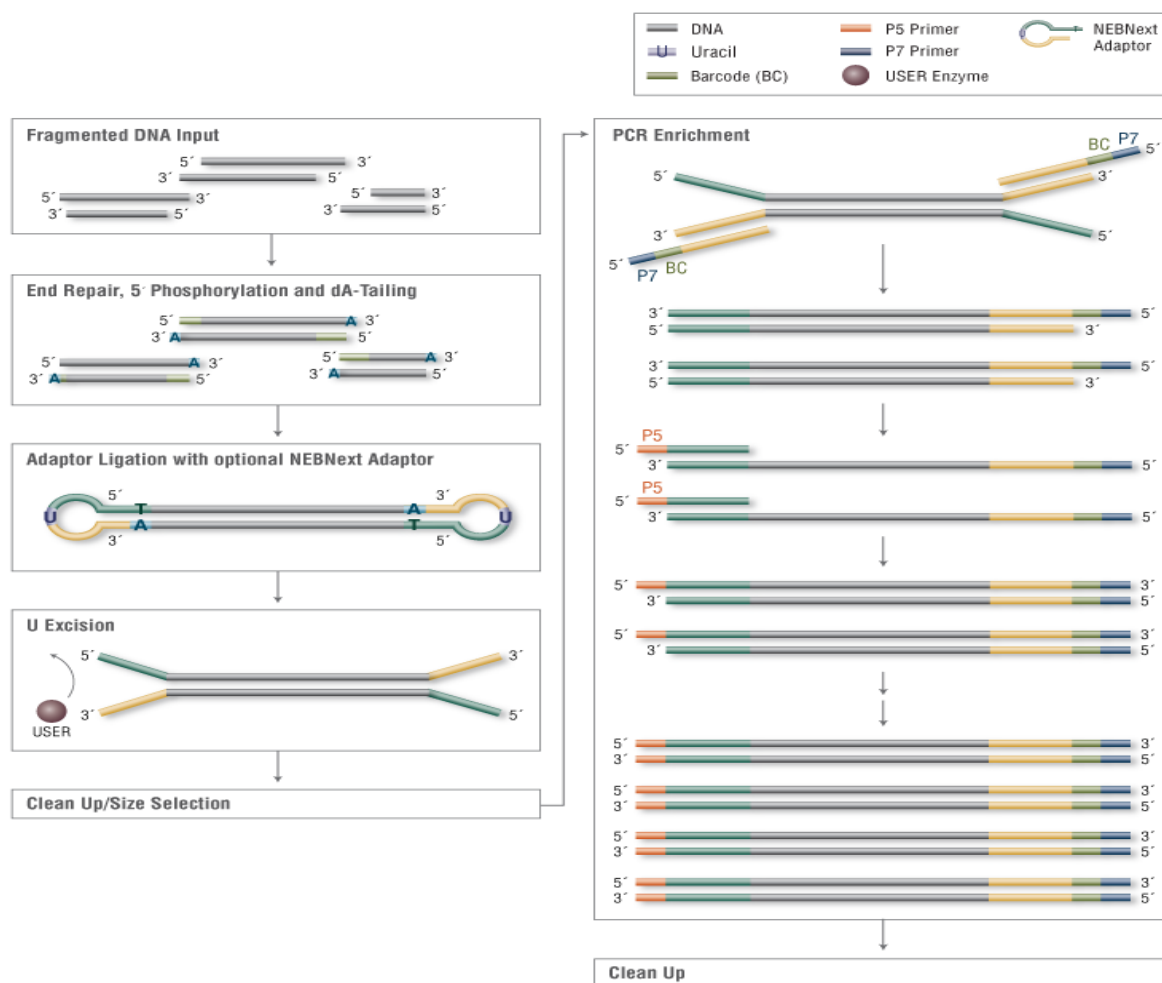 DNA
U Uracil
Barcode (BC)
P5 Primer
P7 Primer
USER Enzyme
T NEBNext
Adaptor
Fragmented DNA Input
5´ 3´
3´ 5´
5´ 3´
3´ 5´
5´ 3´
3´ 5´
End Repair, 5´ Phosphorylation and dA-Tailing
5´ A 3´
3´ A 5´
5´ A 3´
3´ A 5´
5´ A 3´
3´ A 5´
Adaptor Ligation with optional NEBNext Adaptor
5´ 3´
T A
U U
A T
3´ 5´
U Excision
5´ 3´
3´ 5´
USER
Clean Up/Size Selection
PCR Enrichment
BC P7 5´
5´ 3´
3´ 5´
5´ P7 BC
3´ 5´
5´ 3´
3´ 5´
5´ 3´
P5
5´
3´ 5´
P5
5´
3´ 5´
5´ 3´
3´ 5´
5´ 3´
3´ 5´
5´ 3´
3´ 5´
5´ 3´
3´ 5´
5´ 3´
3´ 5´
5´ 3´
3´ 5´
Clean Up